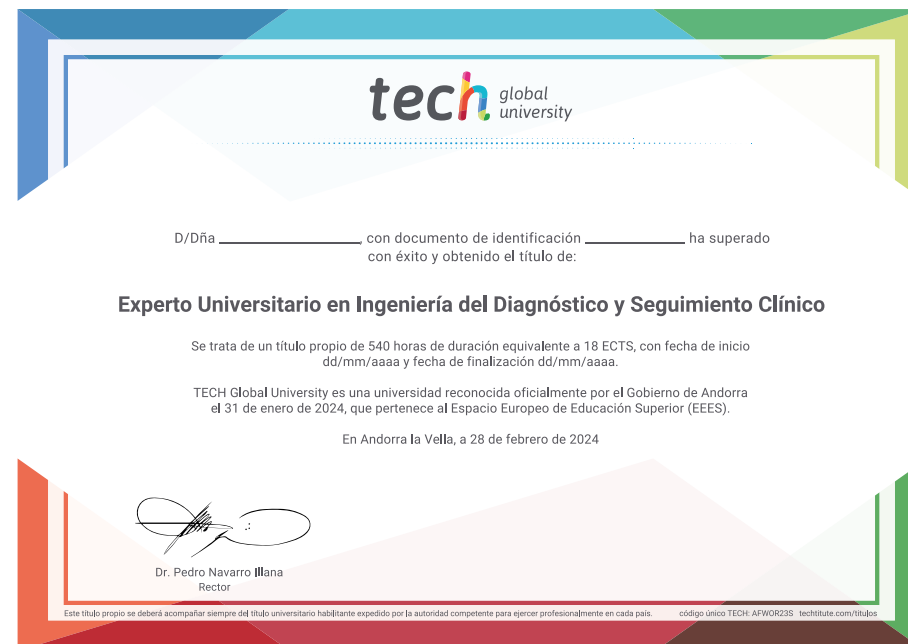 tech global university
D/Dña ____________________, con documento de identificación ______________ ha superado
con éxito y obtenido el título de:
Experto Universitario en Ingeniería del Diagnóstico y Seguimiento Clínico
Se trata de un título propio de 540 horas de duración equivalente a 18 ECTS, con fecha de inicio
dd/mm/aaaa y fecha de finalización dd/mm/aaaa.
TECH Global University es una universidad reconocida oficialmente por el Gobierno de Andorra
el 31 de enero de 2024, que pertenece al Espacio Europeo de Educación Superior (EEES).
En Andorra la Vella, a 28 de febrero de 2024
Dr. Pedro Navarro Illana
Rector
Este título propio se deberá acompañar siempre del título universitario habilitante expedido por la autoridad competente para ejercer profesionalmente en cada país. código único TECH: AFWOR23S techtitute.com/titulos